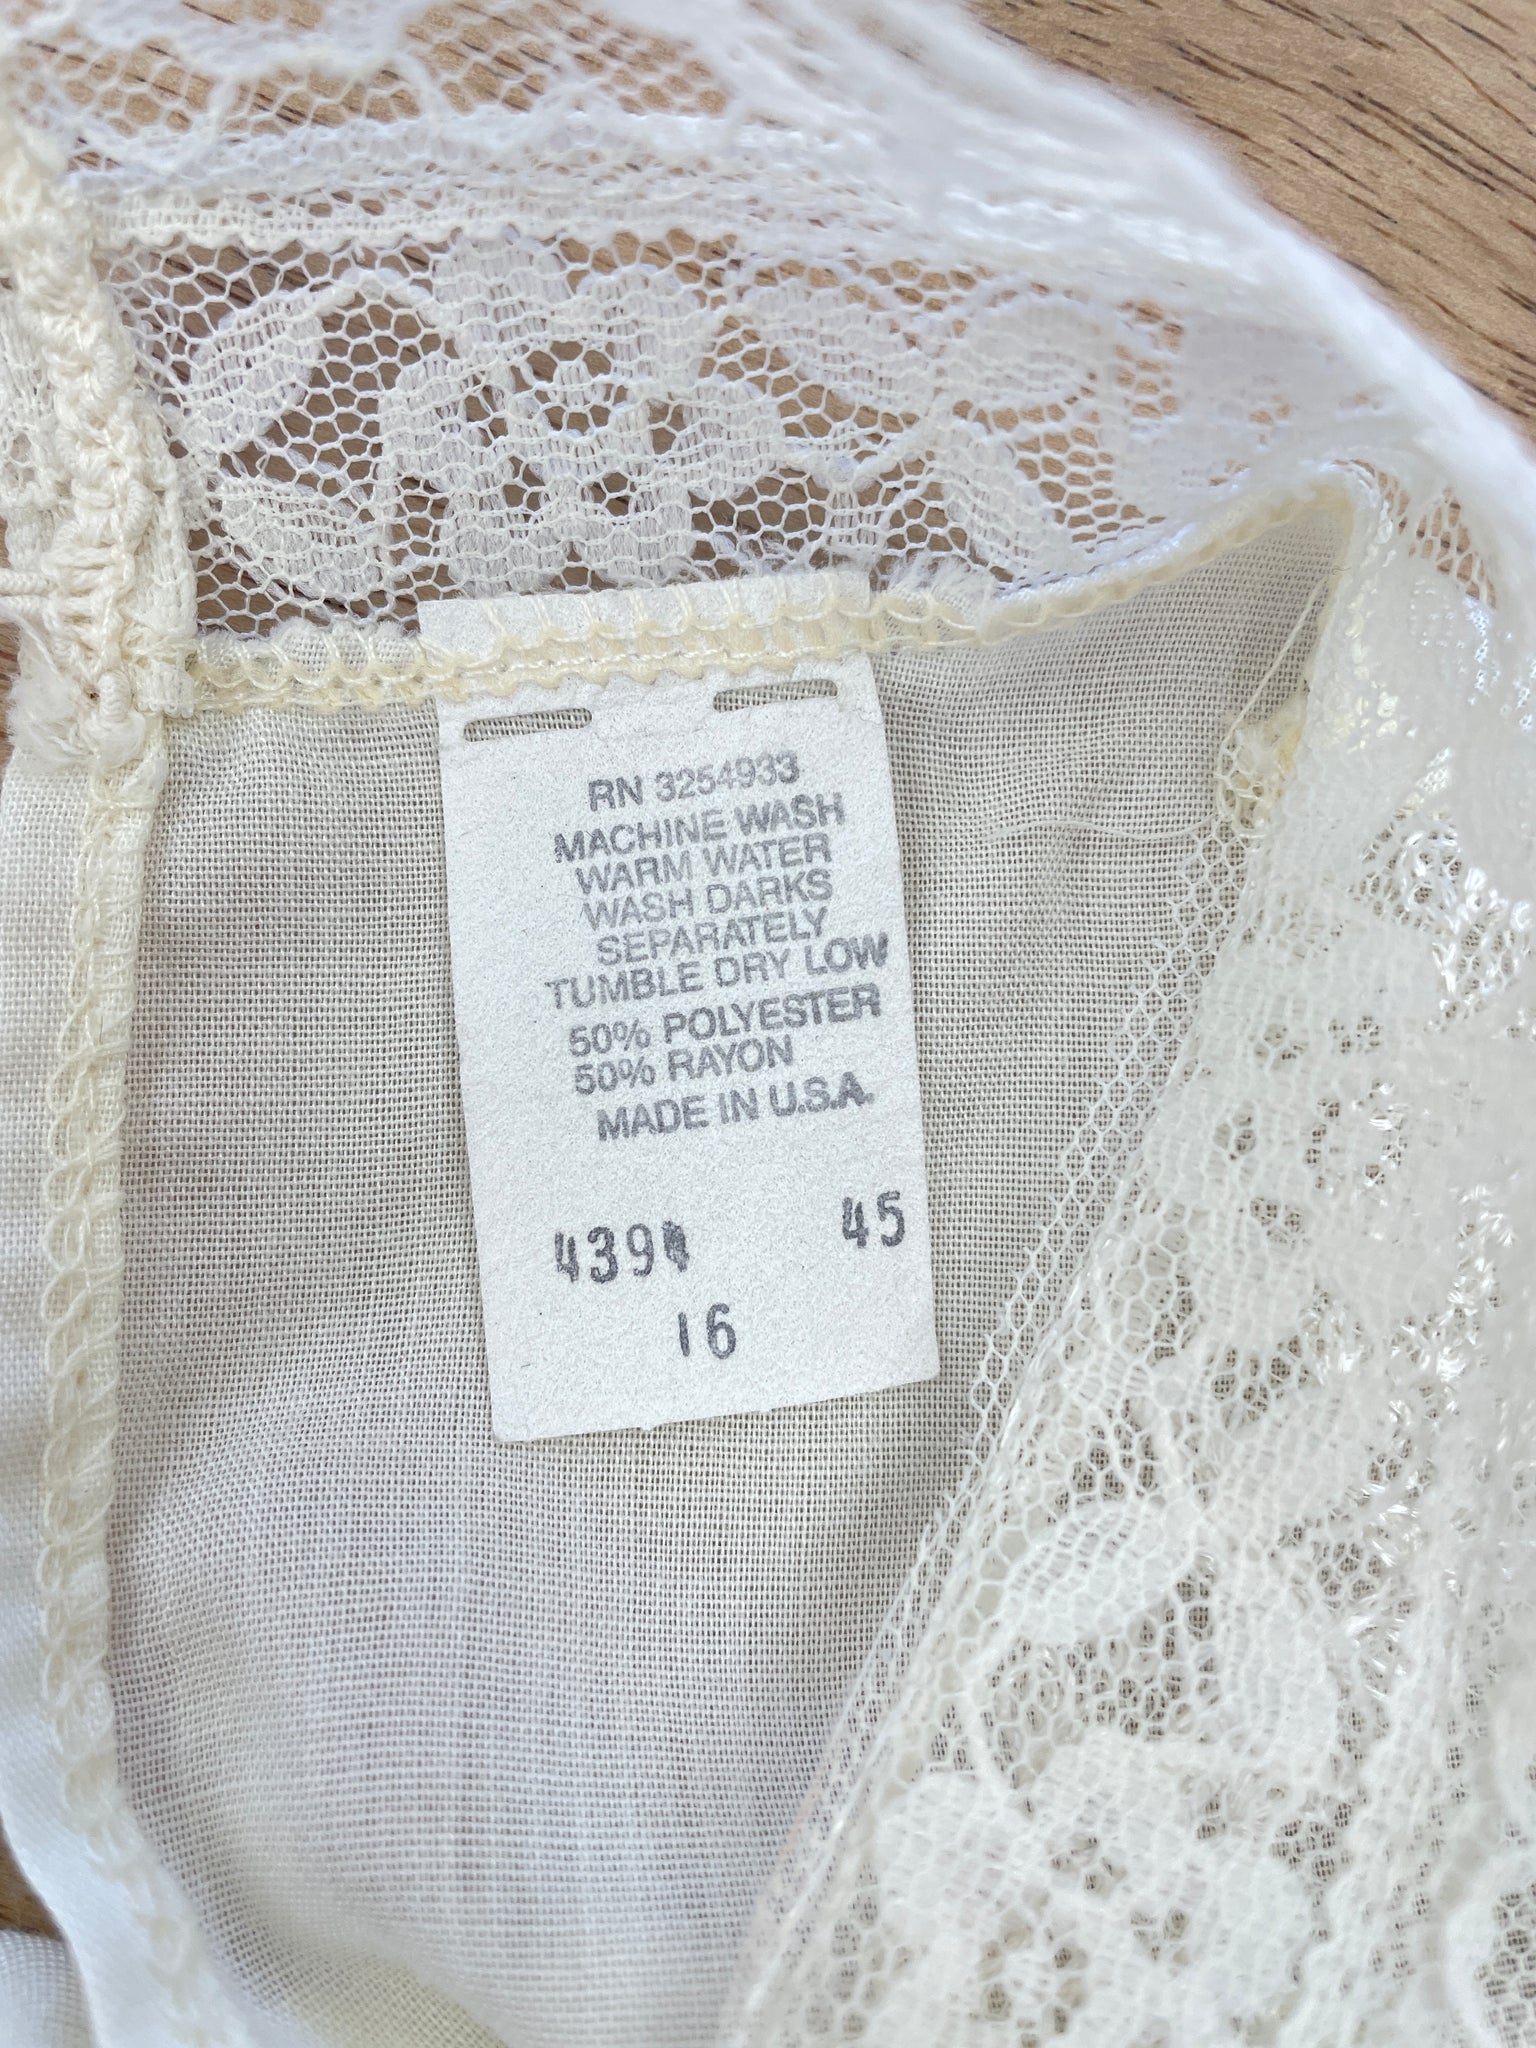 RN 3254933
MACHINE WASH
WARM WATER
WASH DARKS
SEPARATELY
TUMBLE DRY LOW
50% POLYESTER
50% RAYON
MADE IN U.S.A.
45
16